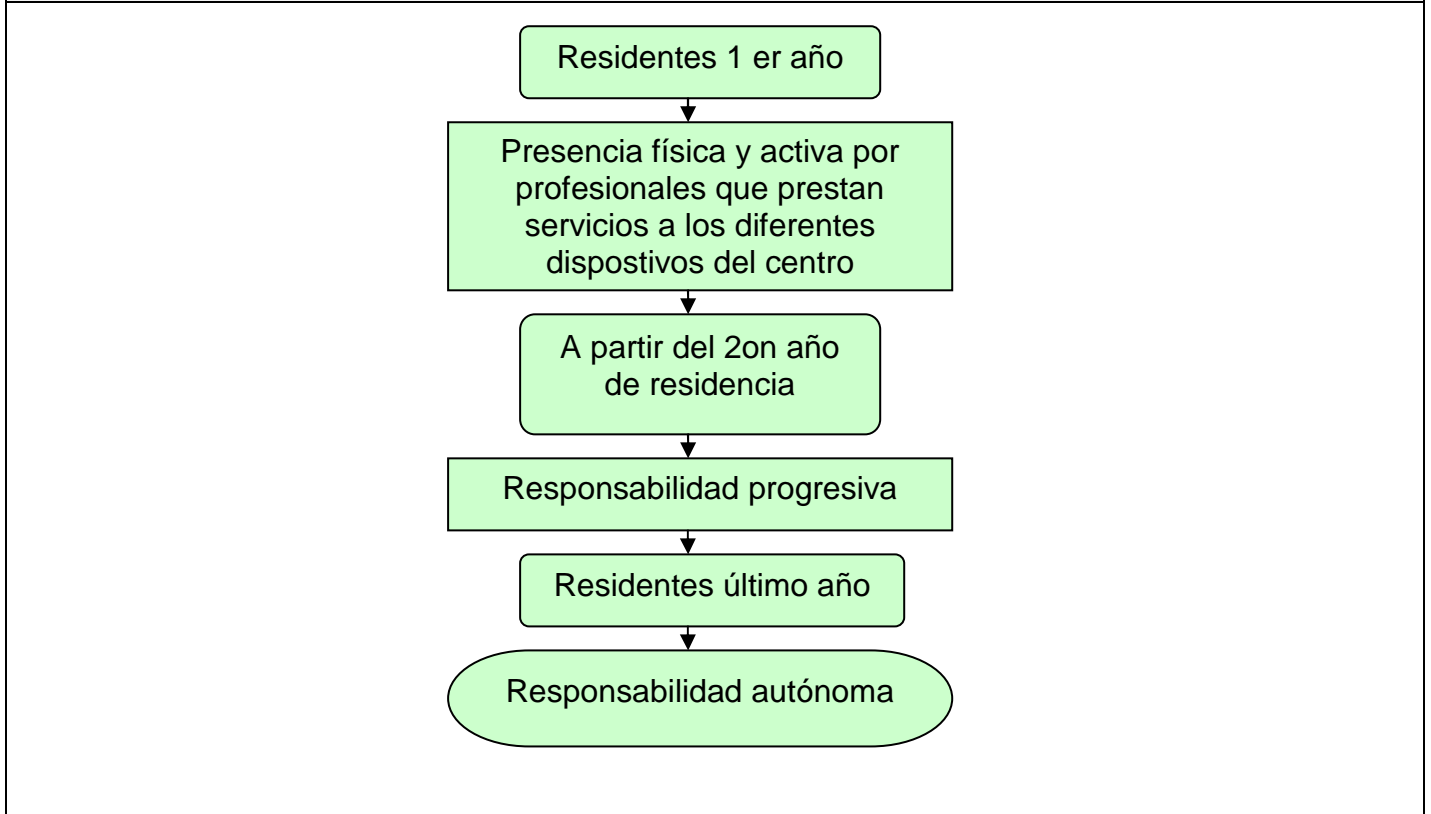 Residentes 1 er año
Presencia física y activa por
profesionales que prestan
servicios a los diferentes
dispostivos del centro
A partir del 2on año
de residencia
Responsabilidad progresiva
Residentes último año
Responsabilidad autónoma